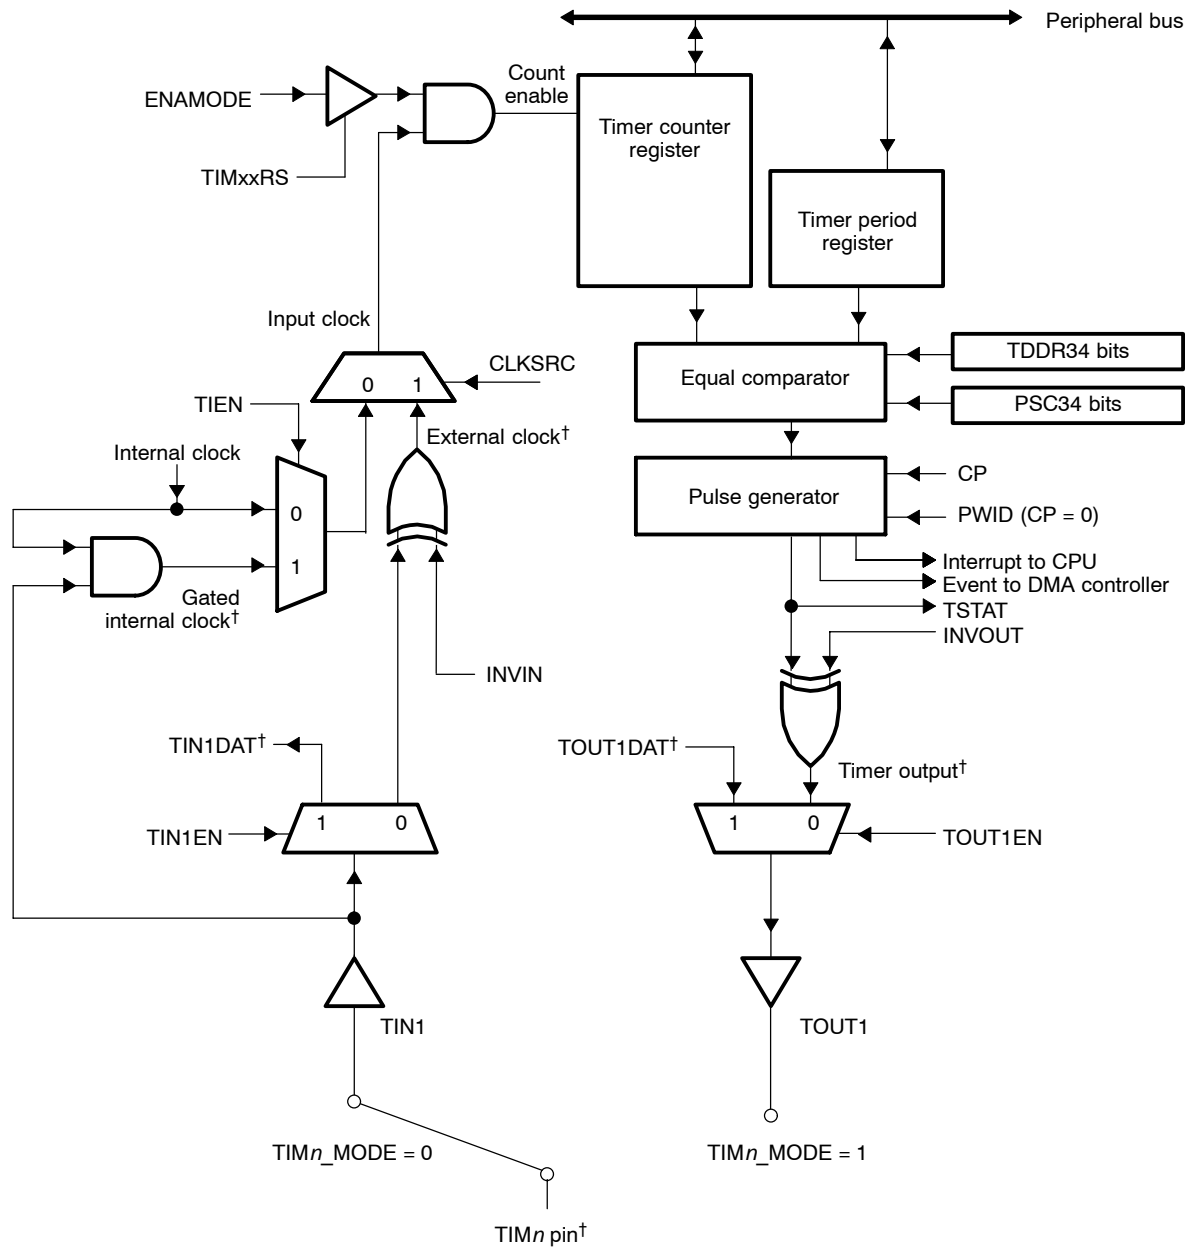 Peripheral bus
Count
enable
ENAMODE
TIMxxRS
Timer counter
register
Timer period
register
Input clock
CLKSRC
0 1
TDDR34 bits
Equal comparator
PSC34 bits
TIEN
External clock†
Internal clock
0
1
Gated
internal clock†
Pulse generator
CP
PWID (CP = 0)
Interrupt to CPU
Event to DMA controller
TSTAT
INVOUT
INVIN
TIN1DAT†
TOUT1DAT†
Timer output†
TIN1EN
1 0
1 0
TOUT1EN
TIN1
TOUT1
TIMn_MODE = 0
TIMn_MODE = 1
TIMn pin†